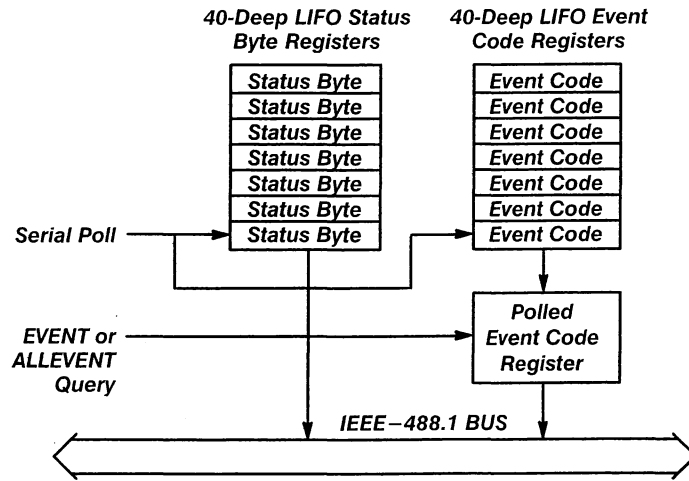 40-Deep LIFO Status
Byte Registers
40-Deep LIFO Event
Code Registers
Status Byte
Status Byte
Status Byte
Status Byte
Status Byte
Status Byte
Status Byte
Event Code
Event Code
Event Code
Event Code
Event Code
Event Code
Event Code
Serial Poll
Polled
Event Code
Register
EVENT or
ALLEVENT
Query
IEEE–488.1 BUS